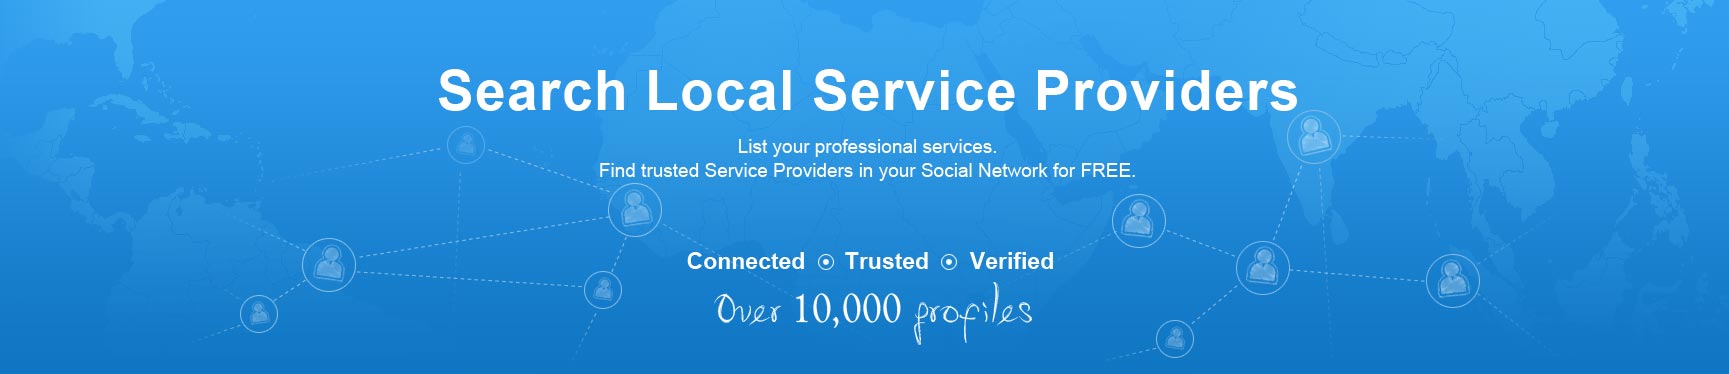 Search Local Service Providers
List your professional services.
Find trusted Service Providers in your Social Network for FREE.
Connected Trusted Verified
Over 10,000 profiles